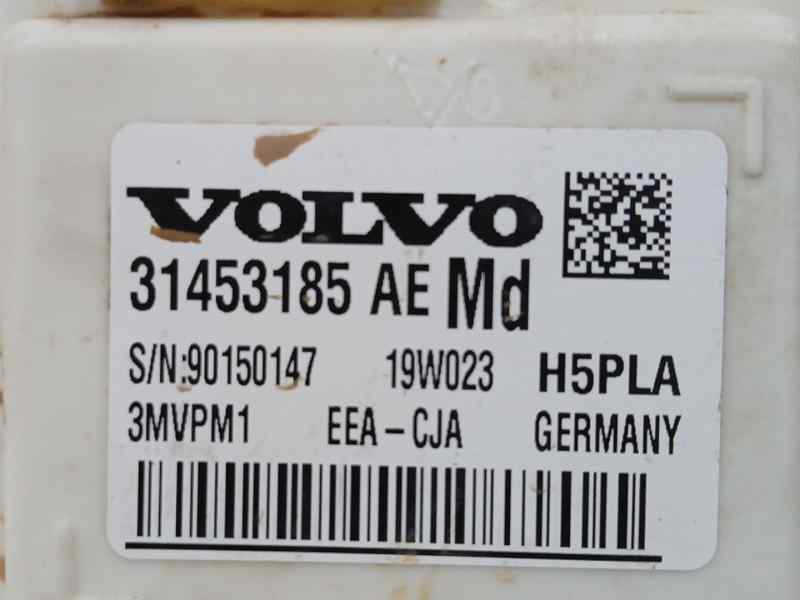 VOLVO
31453185 AE Md
S/N:90150147 19W023 H5PLA
3MVPM1 EEA-CJA GERMANY